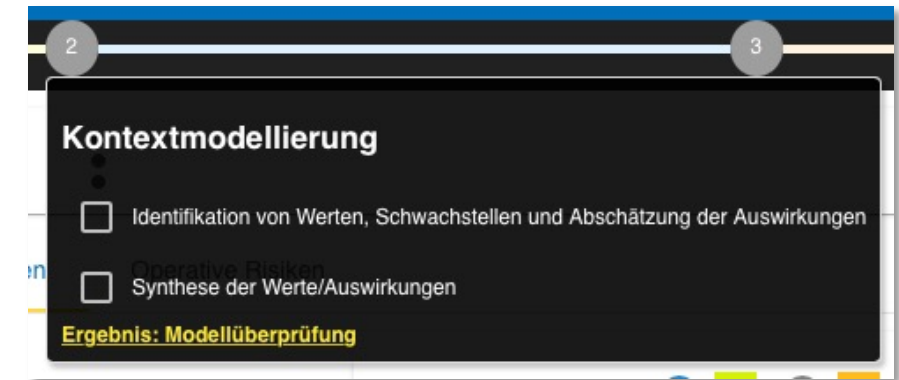 2
3
Kontextmodellierung
Identifikation von Werten, Schwachstellen und Abschätzung der Auswirkungen
en
Operative Risiken
Synthese der Werte/Auswirkungen
Ergebnis: Modellüberprüfung